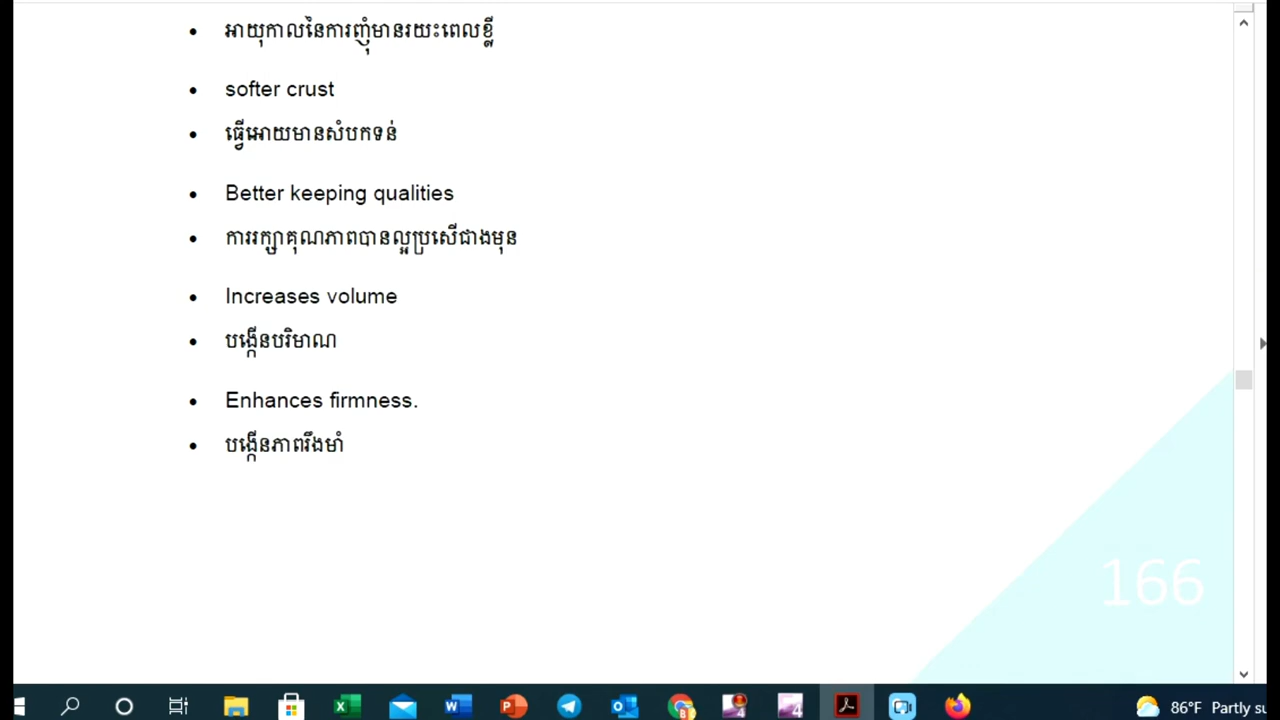 • អាយុកាលនៃការញ៉ាំមានរយះពេលខ្លី
• softer crust
• ធ្វើអោយមានសំបកទន់
• Better keeping qualities
• ការរក្សាគុណភាពបានល្អប្រសើជាងមុន
• Increases volume
• បង្កើនបរិមាណ
• Enhances firmness.
• បង្កើនភាពរឹងមាំ
166
86°F Partly su